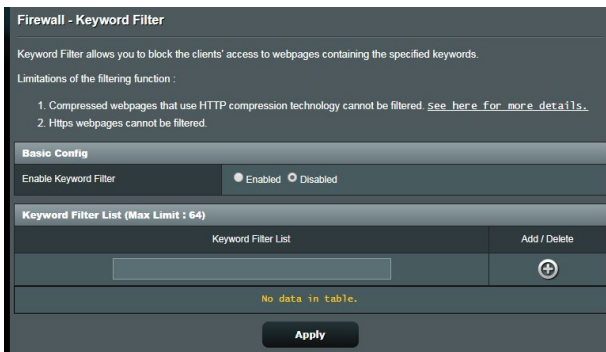 Firewall - Keyword Filter
Keyword Filter allows you to block the clients' access to webpages containing the specified keywords.
Limitations of the filtering function :
1. Compressed webpages that use HTTP compression technology cannot be filtered. See here for more details.
2. Https webpages cannot be filtered.
Basic Config
Enable Keyword Filter Enabled Disabled
Keyword Filter List (Max Limit : 64)
Keyword Filter List Add / Delete
No data in table.
Apply